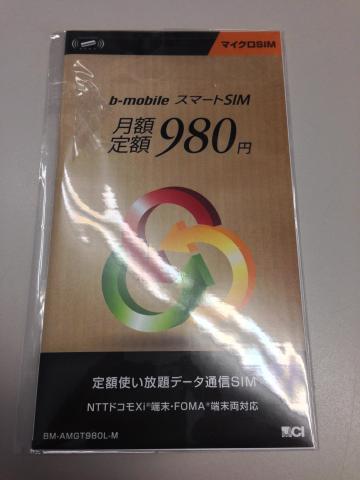 マイクロSIM
b-mobile スマートSIM
月額
定額 980円
定額使い放題データ通信SIM
NTTドコモXi®端末・FOMA®端末両対応
BM-AMGT980L-M
CI